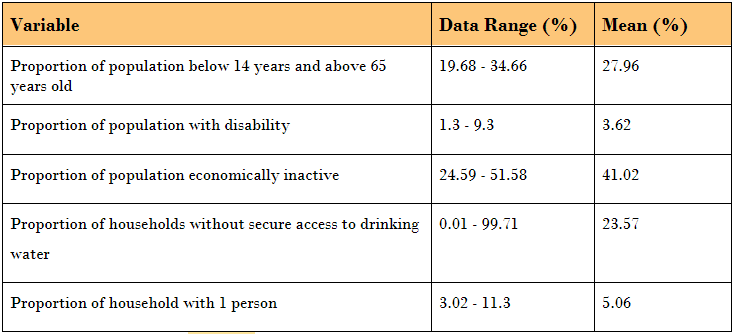 Variable Data Range (%) Mean (%)
Proportion of population below 14 years and above 65 19.68 - 34.66 27.96
years old
Proportion of population with disability 1.3 - 9.3 3.62
Proportion of population economically inactive 24.59 - 51.58 41.02
Proportion of households without secure access to drinking 0.01 - 99.71 23.57
water
Proportion of household with 1 person 3.02 - 11.3 5.06